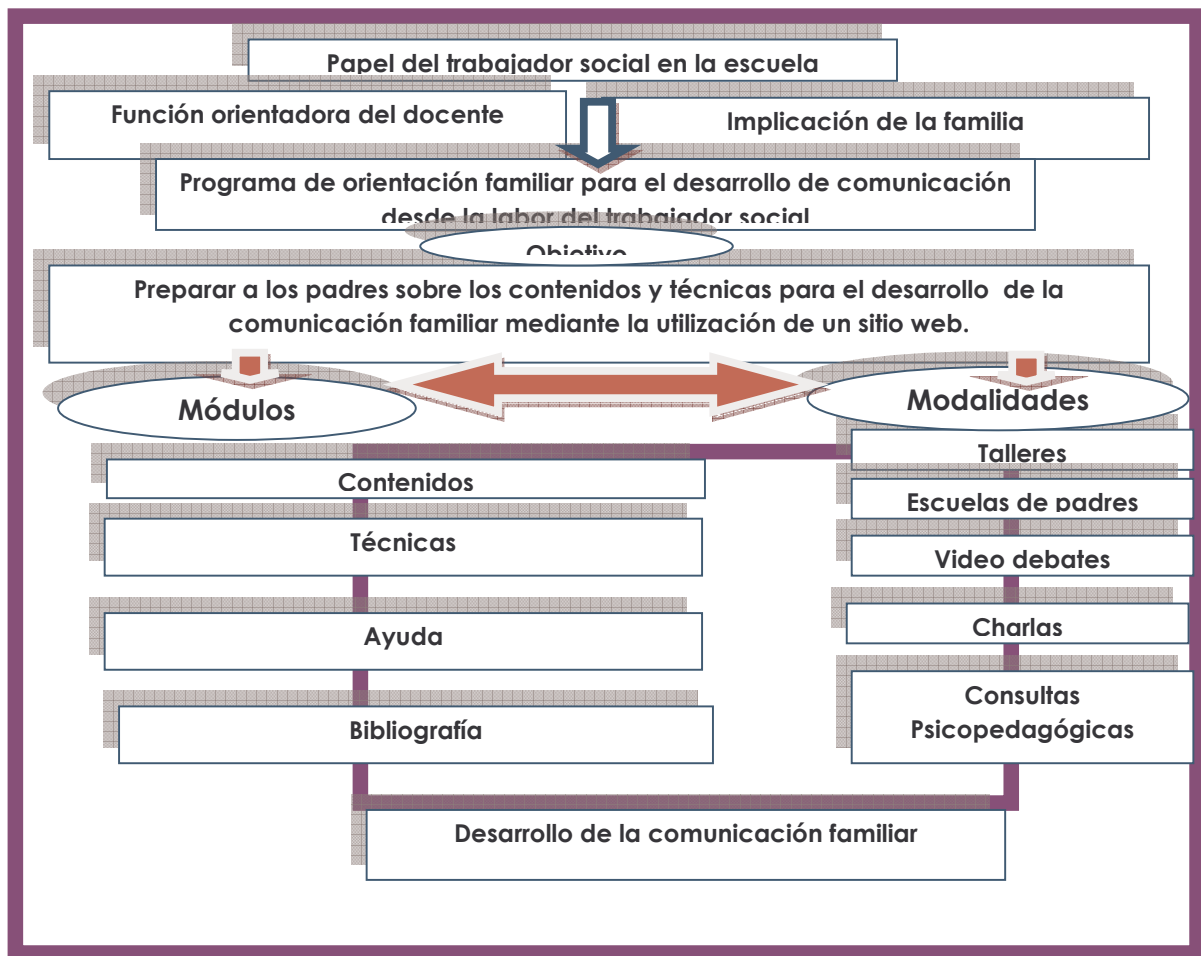 Papel del trabajador social en la escuela
Función orientadora del docente
Implicación de la familia
Programa de orientación familiar para el desarrollo de comunicación
desde la labor del trabajador social
Objetivo
Preparar a los padres sobre los contenidos y técnicas para el desarrollo de la
comunicación familiar mediante la utilización de un sitio web.
Módulos
Contenidos
Técnicas
Ayuda
Bibliografía
Modalidades
Talleres
Escuelas de padres
Video debates
Charlas
Consultas
Psicopedagógicas
Desarrollo de la comunicación familiar